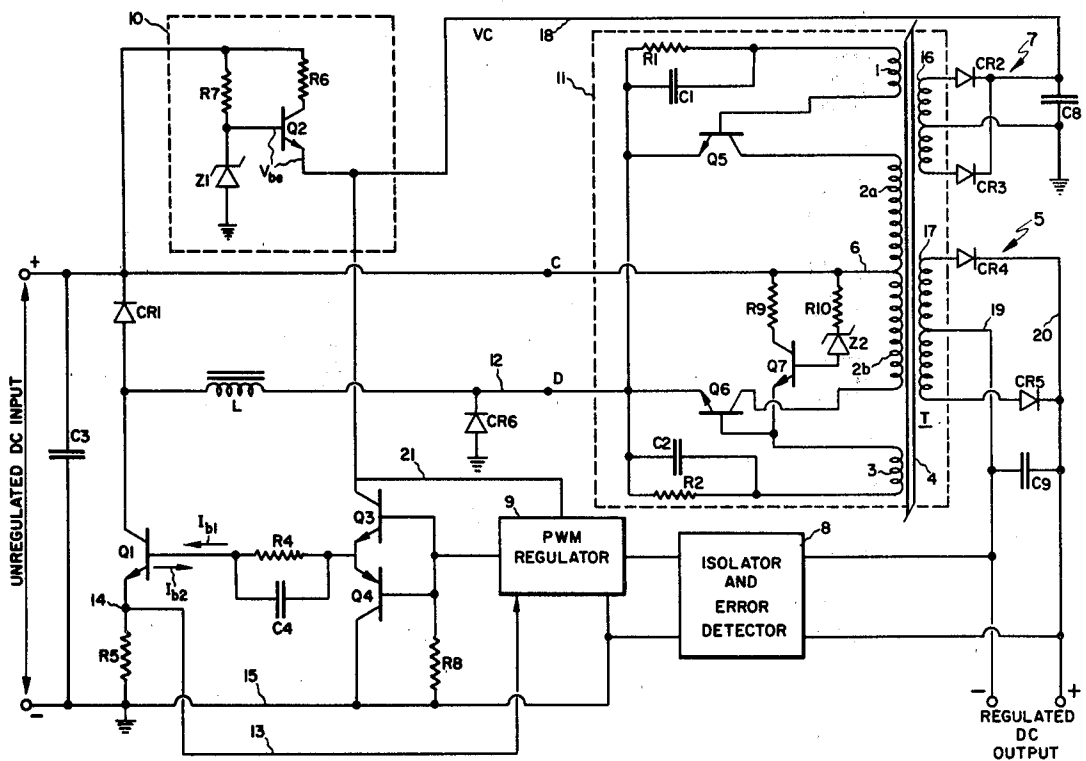 10
VC
18
R7
R6
Q2
Z1
Vbe
11
R1
C1
1
Q5
2a
16
CR2
7
C8
CR3
17
5
CR4
+
C
6
R9
R10
Z2
Q7
2b
19
20
CR1
12
D
L
CR6
Q6
CR5
T
C2
R2
3
4
C9
UNREGULATED DC INPUT
C3
21
Q3
9
PWM
REGULATOR
8
ISOLATOR
AND
ERROR
DETECTOR
Ib1
Q1
Ib2
R4
C4
Q4
14
R5
R8
15
13
−
−
+
REGULATED
DC
OUTPUT